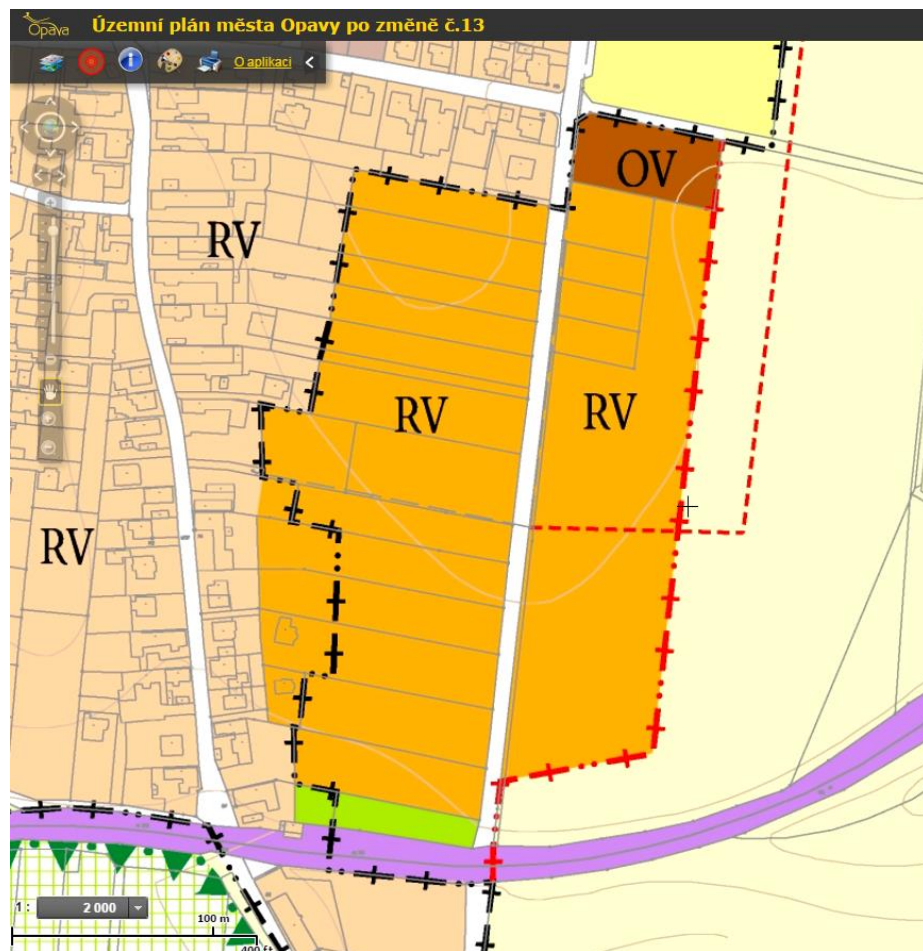 Opava
Územní plán města Opavy po změně č.13
O aplikaci
OV
RV
RV
RV
RV
1 :
2 000
100 m
400 ft